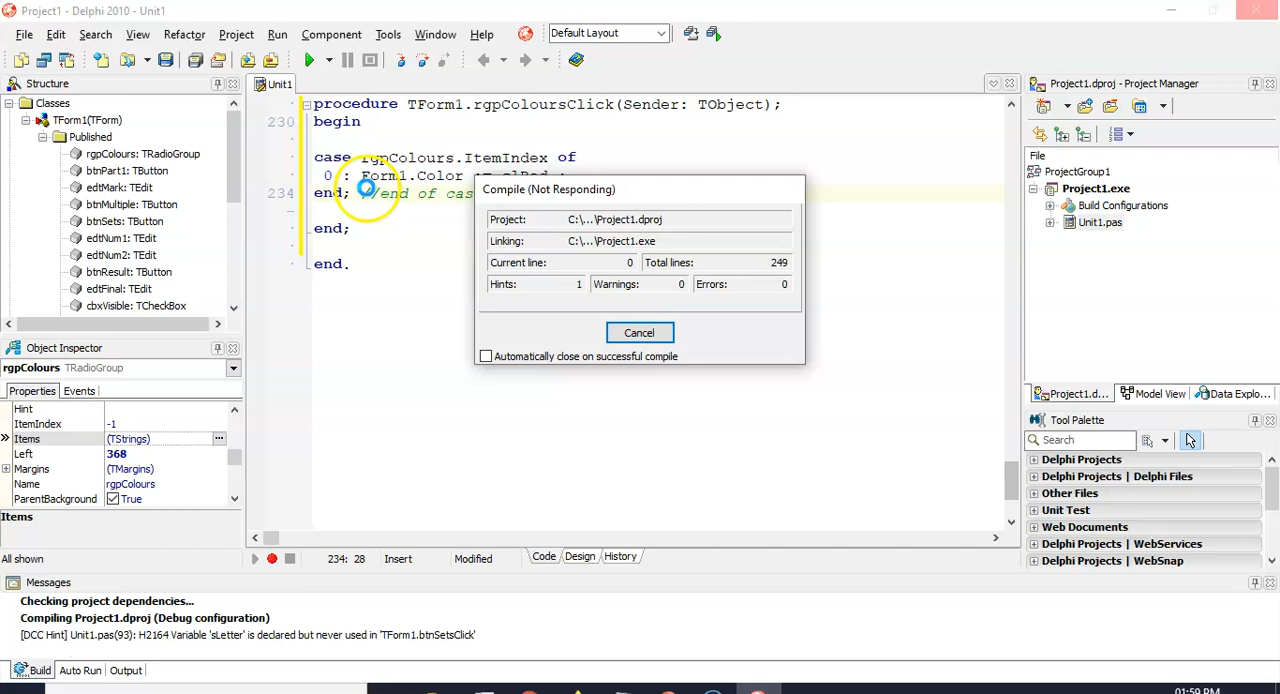 Project1 - Delphi 2010 - Unit1
File Edit Search View Refactor Project Run Component Tools Window Help Default Layout
Structure
Classes
TForm1(TForm)
Published
rgpColours: TRadioGroup
btnPart1: TButton
edtMark: TEdit
btnMultiple: TButton
btnSets: TButton
edtNum1: TEdit
edtNum2: TEdit
btnResult: TButton
edtFinal: TEdit
cbxVisible: TCheckBox
Object Inspector
rgpColours TRadioGroup
Properties Events
Hint
ItemIndex -1
Items (TStrings)
Left 368
Margins (TMargins)
Name rgpColours
ParentBackground True
Items
All shown
Unit1
procedure TForm1.rgpColoursClick(Sender: TObject);
230 begin
case rgpColours.ItemIndex of
0 : Form1.Color := clRed ;
234 end; //end of cas
end;
end.
Compile (Not Responding)
Project: C:\...\Project1.dproj
Linking: C:\...\Project1.exe
Current line: 0 Total lines: 249
Hints: 1 Warnings: 0 Errors: 0
Cancel
Automatically close on successful compile
234: 28 Insert Modified Code Design History
Project1.dproj - Project Manager
File
ProjectGroup1
Project1.exe
Build Configurations
Unit1.pas
Project1.d... Model View Data Explo...
Tool Palette
Search
Delphi Projects
Delphi Projects | Delphi Files
Other Files
Unit Test
Web Documents
Delphi Projects | WebServices
Delphi Projects | WebSnap
Messages
Checking project dependencies...
Compiling Project1.dproj (Debug configuration)
[DCC Hint] Unit1.pas(93): H2164 Variable 'sLetter' is declared but never used in 'TForm1.btnSetsClick'
Build Auto Run Output
01:59 PM